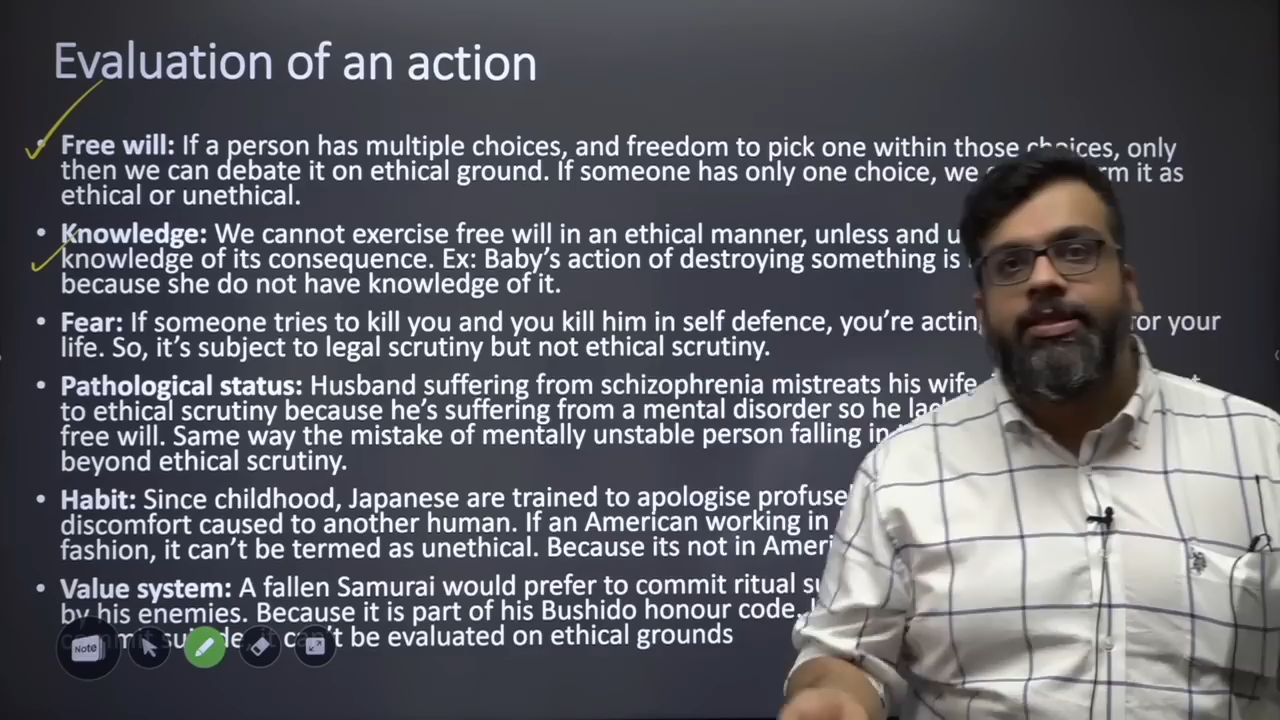 Evaluation of an action
• Free will: If a person has multiple choices, and freedom to pick one within those choices, only
then we can debate it on ethical ground. If someone has only one choice, we it as
ethical or unethical.
• Knowledge: We cannot exercise free will in an ethical manner, unless and
knowledge of its consequence. Ex: Baby's action of destroying something is
because she do not have knowledge of it.
• Fear: If someone tries to kill you and you kill him in self defence, you're for your
life. So, it's subject to legal scrutiny but not ethical scrutiny.
• Pathological status: Husband suffering from schizophrenia mistreats his wife
to ethical scrutiny because he's suffering from a mental disorder so he
free will. Same way the mistake of mentally unstable person falling
beyond ethical scrutiny.
• Habit: Since childhood, Japanese are trained to apologise
discomfort caused to another human. If an American working in
fashion, it can't be termed as unethical. Because its not in
• Value system: A fallen Samurai would prefer to commit ritual
by his enemies. Because it is part of his Bushido honour code.
can't be evaluated on ethical grounds
Note